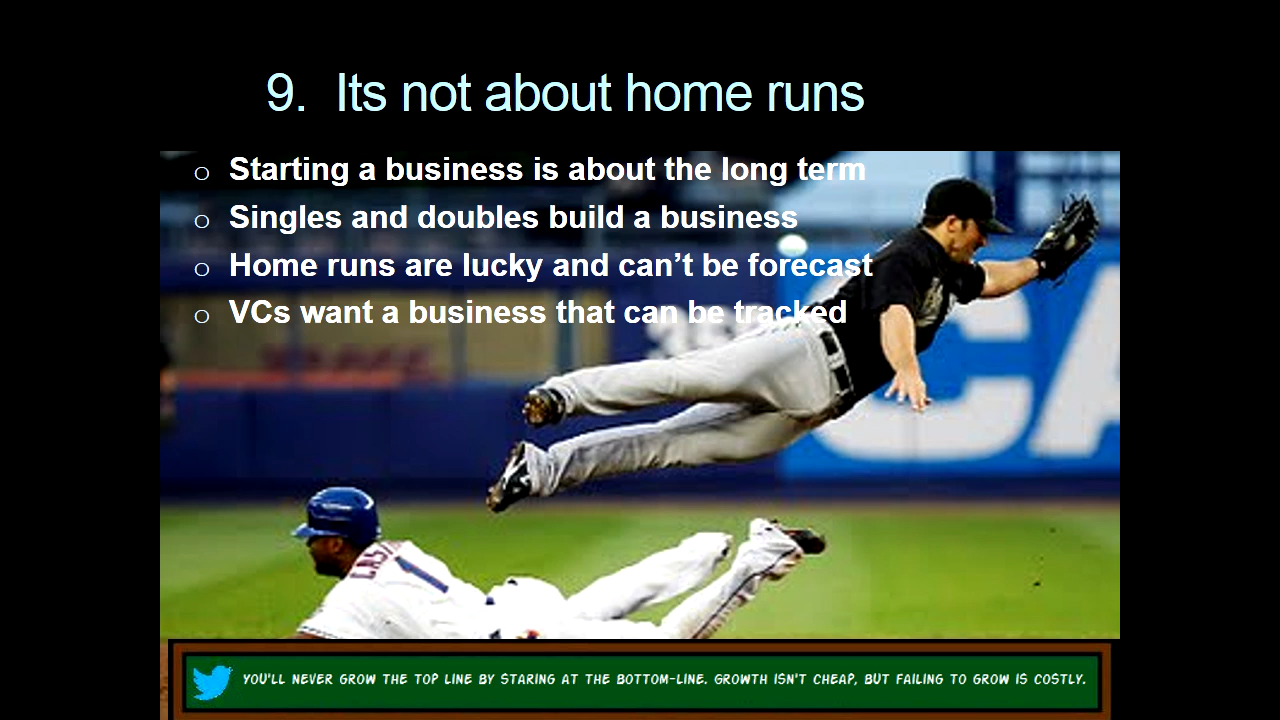 9. Its not about home runs
Starting a business is about the long term
Singles and doubles build a business
Home runs are lucky and can’t be forecast
VCs want a business that can be tracked
CA
1
YOU'LL NEVER GROW THE TOP LINE BY STARING AT THE BOTTOM-LINE. GROWTH ISN'T CHEAP, BUT FAILING TO GROW IS COSTLY.